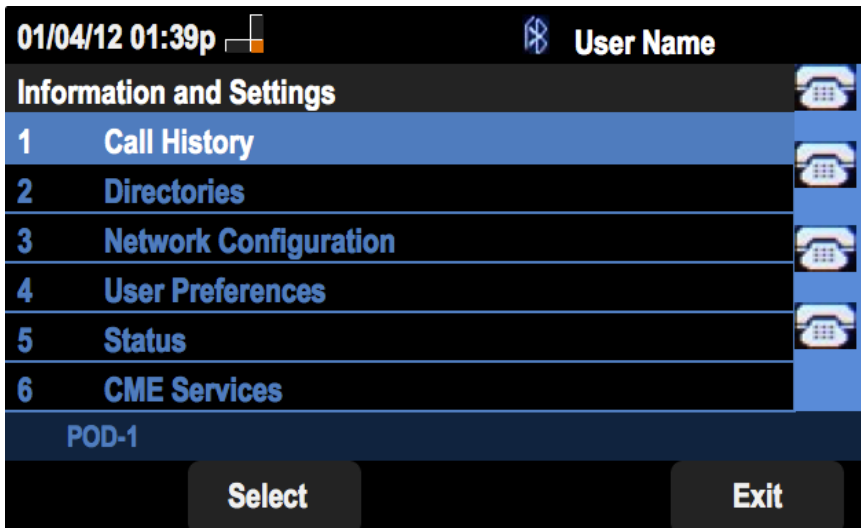 01/04/12 01:39p User Name
Information and Settings
1 Call History
2 Directories
3 Network Configuration
4 User Preferences
5 Status
6 CME Services
POD-1
Select Exit